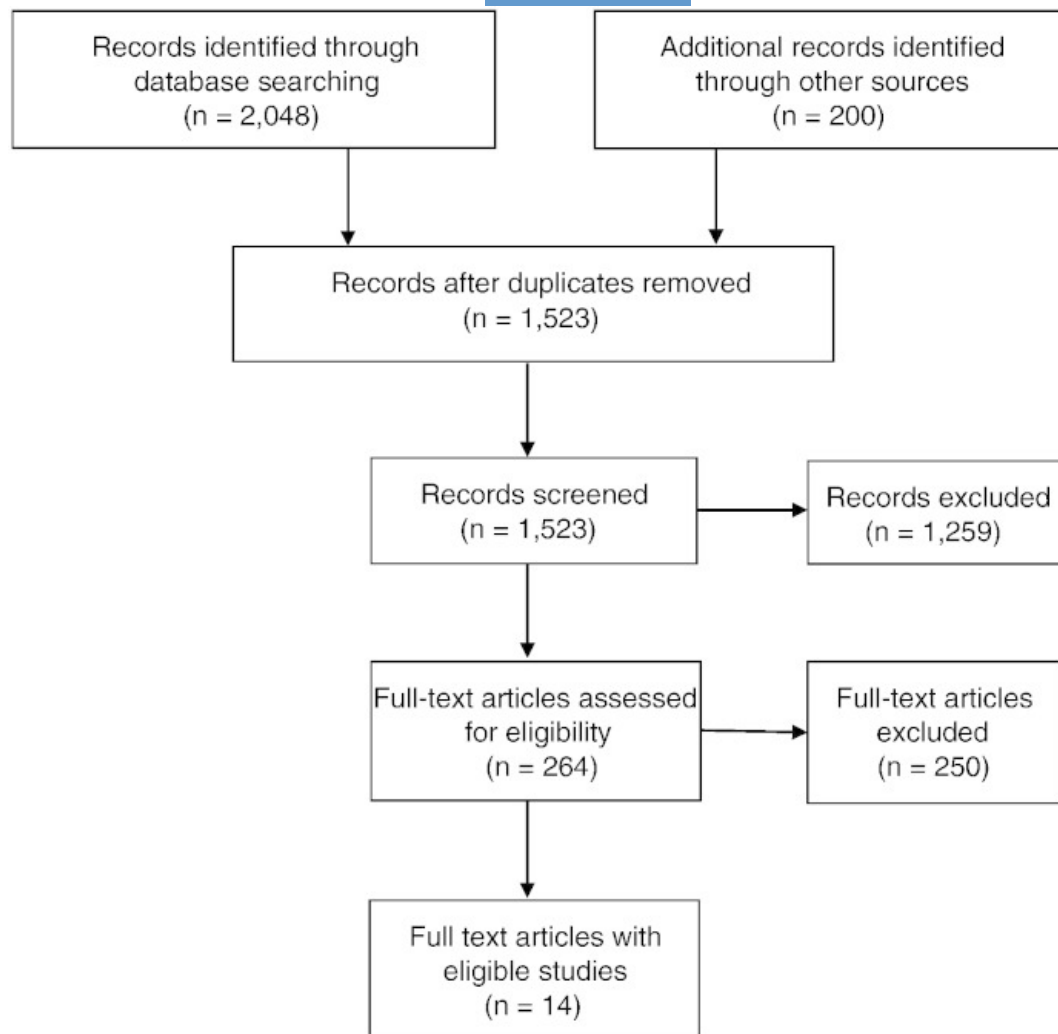 Records identified through
database searching
(n = 2,048)
Additional records identified
through other sources
(n = 200)
Records after duplicates removed
(n = 1,523)
Records screened
(n = 1,523)
Records excluded
(n = 1,259)
Full-text articles assessed
for eligibility
(n = 264)
Full-text articles
excluded
(n = 250)
Full text articles with
eligible studies
(n = 14)